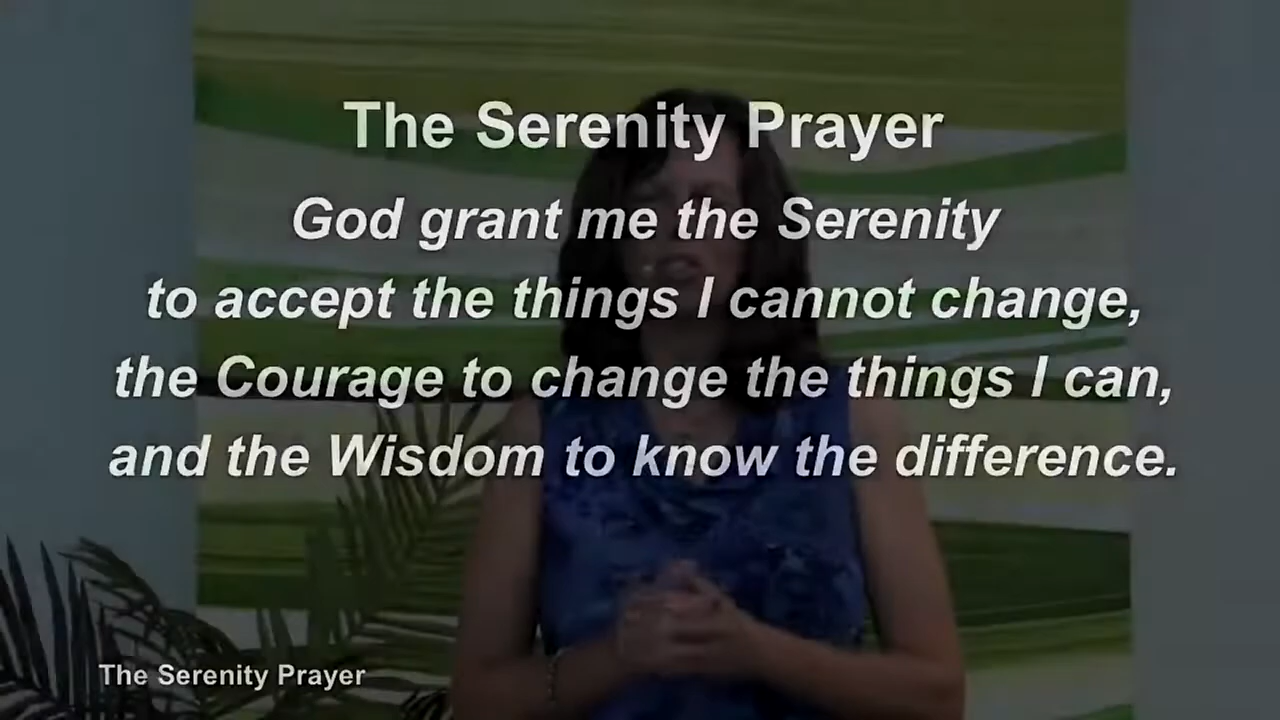 The Serenity Prayer
God grant me the Serenity
to accept the things I cannot change,
the Courage to change the things I can,
and the Wisdom to know the difference.
The Serenity Prayer